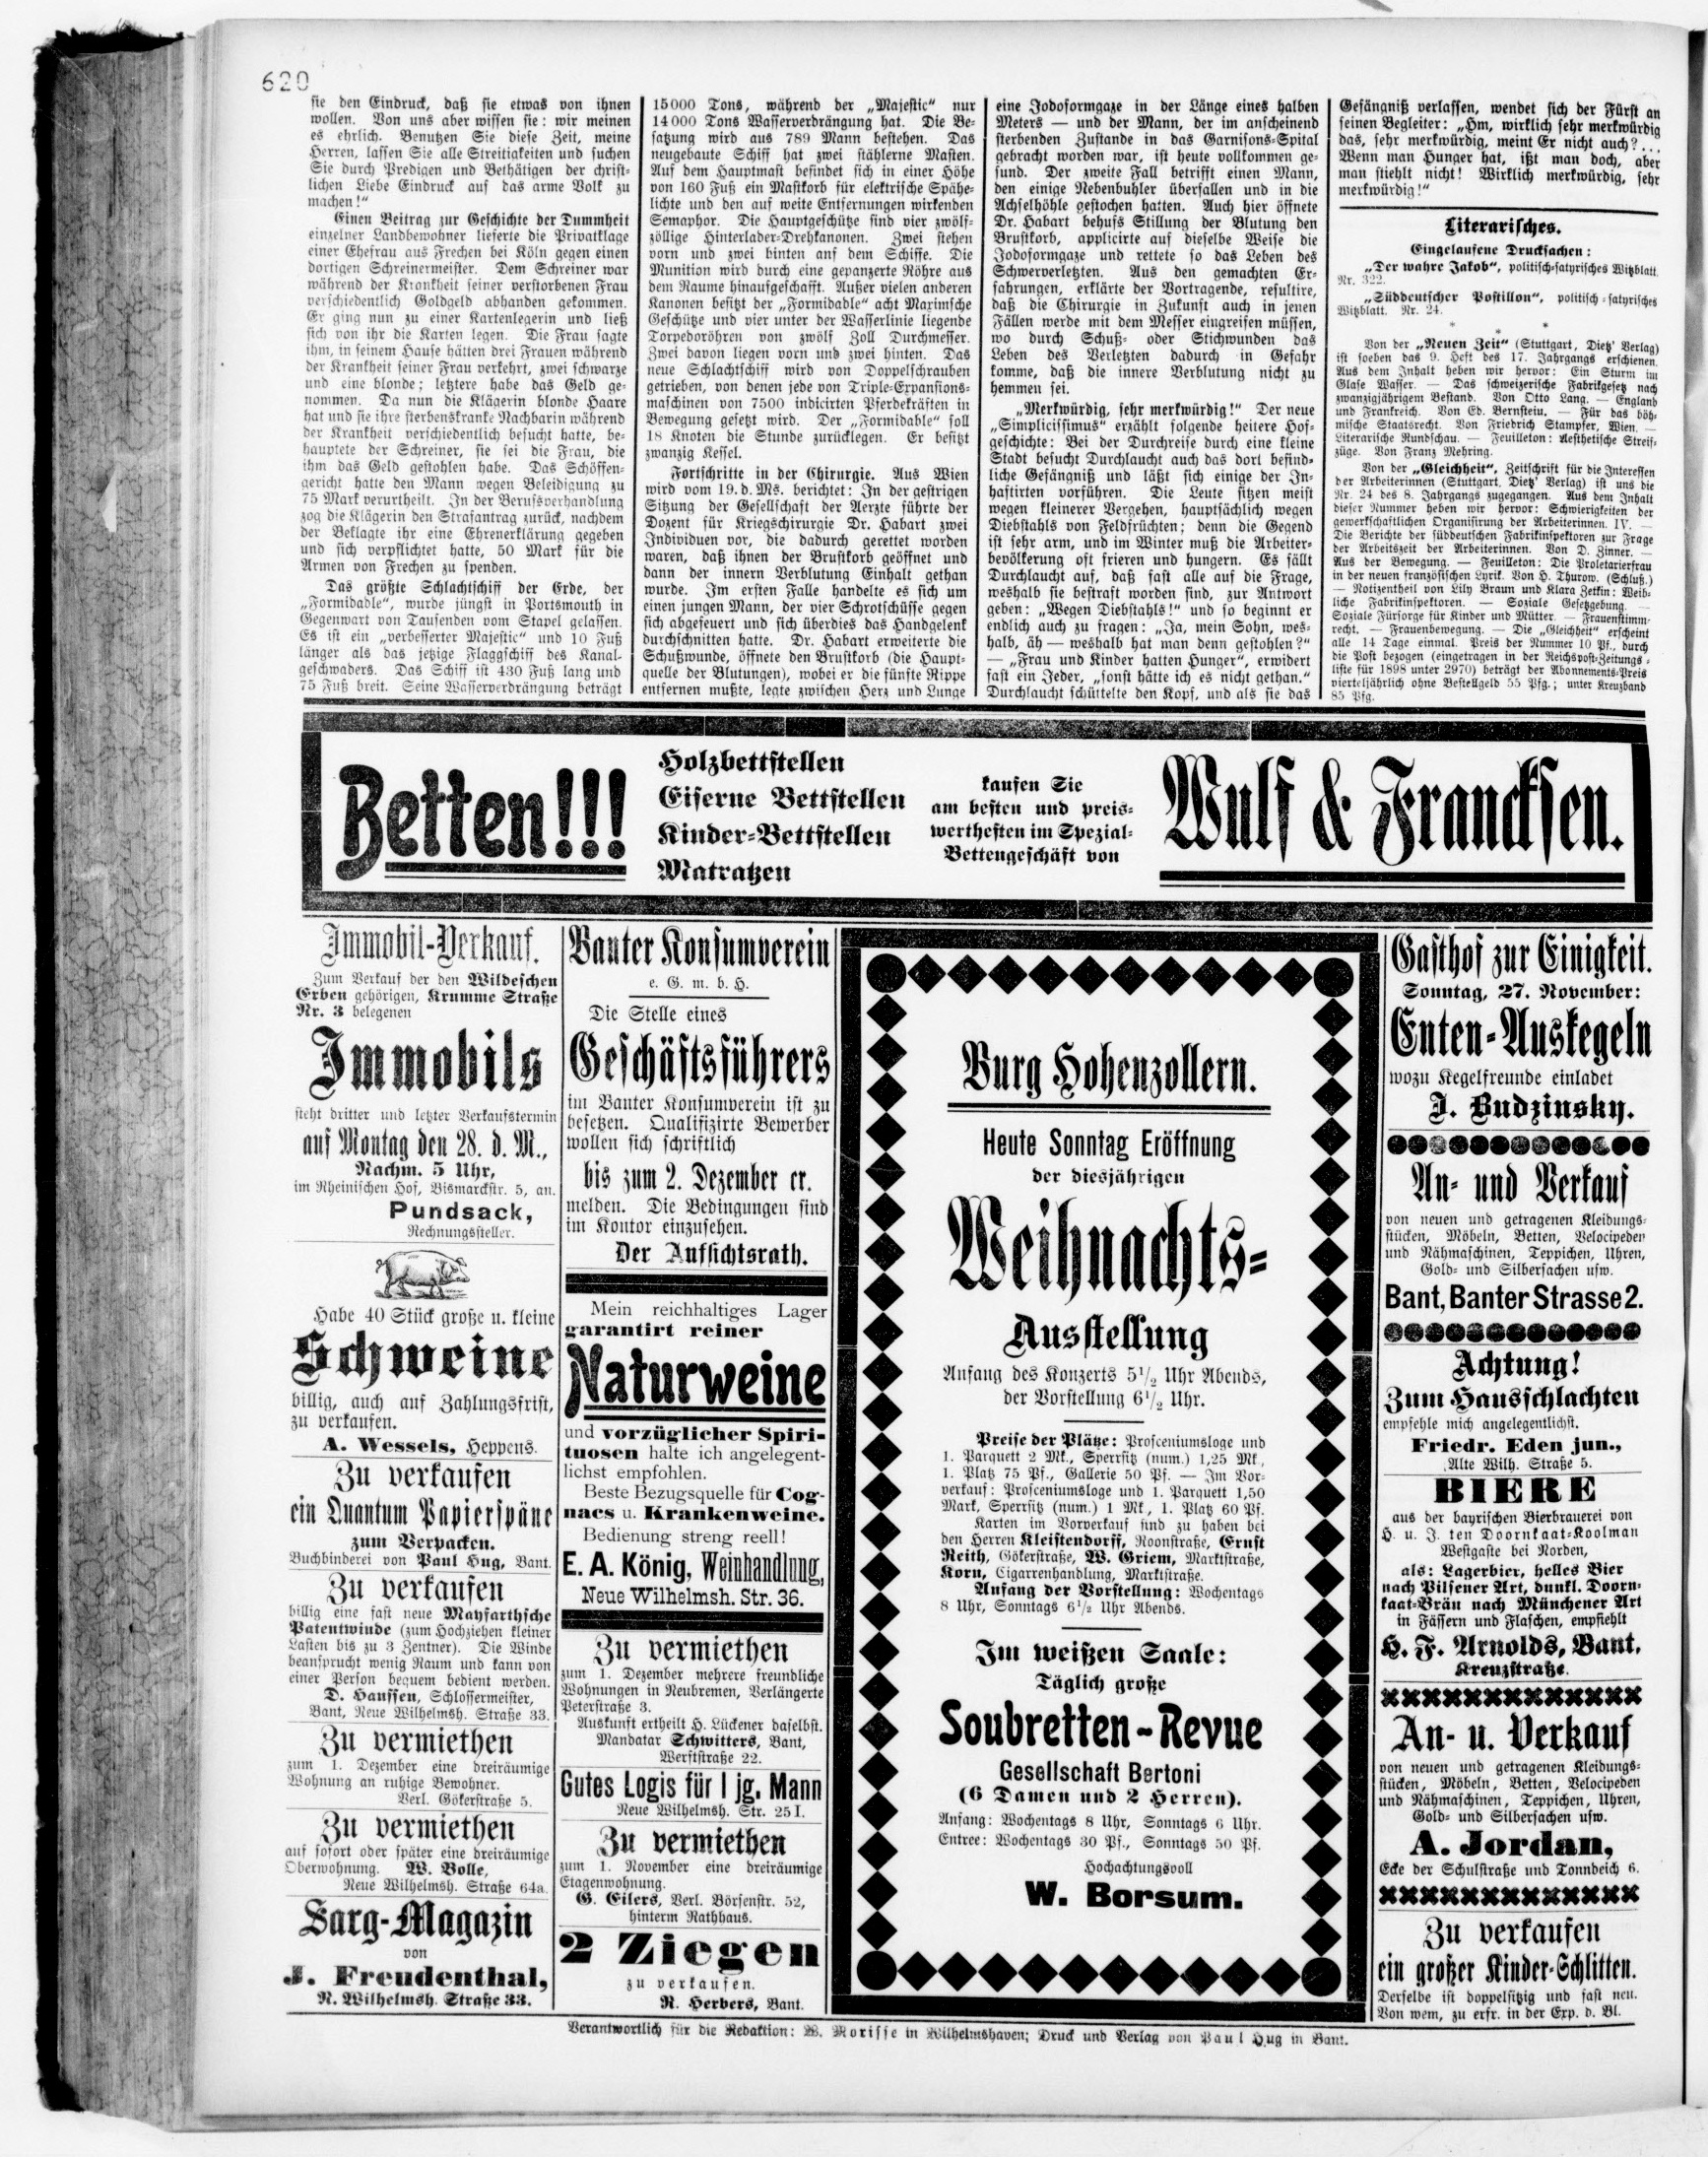 620
sie den Eindruck, daß sie etwas von ihnen
wollen. Von uns aber wissen sie: wir meinen
es ehrlich. Benutzen Sie diese Zeit, meine
Herren, lassen Sie alle Streitigkeiten und suchen
Sie durch Predigen und Bethätigen der christ-
lichen Liebe Eindruck auf das arme Volk zu
machen!“
Einen Beitrag zur Geschichte der Dummheit
einzelner Landbewohner lieferte die Privatklage
einer Ehefrau aus Frechen bei Köln gegen einen
dortigen Schreinermeister. Dem Schreiner war
während der Krankheit seiner verstorbenen Frau
verschiedentlich Goldgeld abhanden gekommen.
Er ging nun zu einer Kartenlegerin und ließ
sich von ihr die Karten legen. Die Frau sagte
ihm, in seinem Hause hätten drei Frauen während
der Krankheit seiner Frau verkehrt, zwei schwarze
und eine blonde; letztere habe das Geld ge-
nommen. Da nun die Klägerin blonde Haare
hat und sie ihre sterbenskranke Nachbarin während
der Krankheit verschiedentlich besucht hatte, be-
hauptete der Schreiner, sie sei die Frau, die
ihm das Geld gestohlen habe. Das Schöffen-
gericht hatte den Mann wegen Beleidigung zu
75 Mark verurtheilt. In der Berufsverhandlung
zog die Klägerin den Strafantrag zurück, nachdem
der Beklagte ihr eine Ehrenerklärung gegeben
und sich verpflichtet hatte, 50 Mark für die
Armen von Frechen zu spenden.
Das größte Schlachtschiff der Erde, der
„Formidable“, wurde jüngst in Portsmouth in
Gegenwart von Tausenden vom Stapel gelassen.
Es ist ein „verbesserter Majestic“ und 10 Fuß
länger als das jetzige Flaggschiff des Kanal-
geschwaders. Das Schiff ist 430 Fuß lang und
75 Fuß breit. Seine Wasserverdrängung beträgt
15000 Tons, während der „Majestic“ nur
14000 Tons Wasserverdrängung hat. Die Be-
satzung wird aus 789 Mann bestehen. Das
neugebaute Schiff hat zwei stählerne Masten.
Auf dem Hauptmast befindet sich in einer Höhe
von 160 Fuß ein Mastkorb für elektrische Spähe-
lichte und den auf weite Entfernungen wirkenden
Semaphor. Die Hauptgeschütze sind vier zwölf-
zöllige Hinterlader-Drehkanonen. Zwei stehen
vorn und zwei hinten auf dem Schiffe. Die
Munition wird durch eine gepanzerte Röhre aus
dem Raume hinaufgeschafft. Außer vielen anderen
Kanonen besitzt der „Formidadle“ acht Maximsche
Geschütze und vier unter der Wasserlinie liegende
Torpedoröhren von zwölf Zoll Durchmesser.
Zwei davon liegen vorn und zwei hinten. Das
neue Schlachtschiff wird von Doppelschrauben
getrieben, von denen jede von Triple-Expansions-
maschinen von 7500 indicirten Pferdekräften in
Bewegung gesetzt wird. Der „Formidable“ soll
18 Knoten die Stunde zurücklegen. Er besitzt
zwanzig Kessel.
Fortschritte in der Chirurgie. Aus Wien
wird vom 19. d. Ms. berichtet: In der gestrigen
Sitzung der Gesellschaft der Aerzte führte der
Dozent für Kriegschirurgie Dr. Habart zwei
Individuen vor, die dadurch gerettet worden
waren, daß ihnen der Brustkorb geöffnet und
dann der innern Verblutung Einhalt gethan
wurde. Im ersten Falle handelte es sich um
einen jungen Mann, der vier Schrotschüsse gegen
sich abgefeuert und sich überdies das Handgelenk
durchschnitten hatte. Dr. Habart erweiterte die
Schußwunde, öffnete den Brustkorb (die Haupt-
quelle der Blutungen), wobei er die fünfte Rippe
entfernen mußte, legte zwischen Herz und Lunge
eine Jodoformgaze in der Länge eines halben
Meters — und der Mann, der im anscheinend
sterbenden Zustande in das Garnisons-Spital
gebracht worden war, ist heute vollkommen ge-
sund. Der zweite Fall betrifft einen Mann,
den einige Nebenbuhler überfallen und in die
Achselhöhle gestochen hatten. Auch hier öffnete
Dr. Habart behufs Stillung der Blutung den
Brustkorb, applicirte auf dieselbe Weise die
Jodoformgaze und rettete so das Leben des
Schwerverletzten. Aus den gemachten Er-
fahrungen, erklärte der Vortragende, resultire,
daß die Chirurgie in Zukunft auch in jenen
Fällen werde mit dem Messer eingreifen müssen,
wo durch Schuß- oder Stichwunden das
Leben des Verletzten dadurch in Gefahr
komme, daß die innere Verblutung nicht zu
hemmen sei.
„Merkwürdig, sehr merkwürdig!“ Der neue
„Simplicissimus“ erzählt folgende heitere Hof-
geschichte: Bei der Durchreise durch eine kleine
Stadt besucht Durchlaucht auch das dort befind-
liche Gefängniß und läßt sich einige der In-
haftirten vorführen. Die Leute sitzen meist
wegen kleinerer Vergehen, hauptsächlich wegen
Diebstahls von Feldfrüchten; denn die Gegend
ist sehr arm, und im Winter muß die Arbeiter-
bevölkerung oft frieren und hungern. Es fällt
Durchlaucht auf, daß fast alle auf die Frage,
weshalb sie bestraft worden sind, zur Antwort
geben: „Wegen Diebstahls!“ und so beginnt er
endlich auch zu fragen: „Ja, mein Sohn, wes-
halb, äh — weshalb hat man denn gestohlen?“
— „Frau und Kinder hatten Hunger“, erwidert
fast ein Jeder, „sonst hätte ich es nicht gethan.“
Durchlaucht schüttelte den Kopf, und als sie das
Gefängniß verlassen, wendet sich der Fürst an
seinen Begleiter: „Hm, wirklich sehr merkwürdig
das, sehr merkwürdig, meint Er nicht auch?...
Wenn man Hunger hat, ißt man doch, aber
man stiehlt nicht! Wirklich merkwürdig, sehr
merkwürdig!“
Literarisches.
Eingelaufene Drucksachen:
„Der wahre Jakob“, politisch-satyrisches Witzblatt.
Nr. 322.
„Süddeutscher Postillon“, politisch-satyrisches
Witzblatt. Nr. 24.
* * *
Von der „Neuen Zeit“ (Stuttgart, Dietz' Verlag)
ist soeben das 9. Heft des 17. Jahrgangs erschienen.
Aus dem Inhalt heben wir hervor: Ein Sturm im
Glase Wasser. — Das schweizerische Fabrikgesetz nach
zwanzigjährigem Bestand. Von Otto Lang. — England
und Frankreich. Von Ed. Bernstein. — Für das böh-
mische Staatsrecht. Von Friedrich Stampfer, Wien. —
Literarische Rundschau. — Feuilleton: Aesthetische Streif-
züge. Von Franz Mehring.
Von der „Gleichheit“, Zeitschrift für die Interessen
der Arbeiterinnen (Stuttgart, Dietz' Verlag) ist uns die
Nr. 24 des 8. Jahrgangs zugegangen. Aus dem Inhalt
dieser Nummer heben wir hervor: Schwierigkeiten der
gewerkschaftlichen Organisirung der Arbeiterinnen. IV. —
Die Berichte der süddeutschen Fabrikinspektoren zur Frage
der Arbeitszeit der Arbeiterinnen. Von D. Zinner. —
Aus der Bewegung. — Feuilleton: Die Proletarierfrau
in der neuen französischen Lyrik. Von H. Thurow. (Schluß.)
— Notizentheil von Lily Braun und Klara Zetkin: Weib-
liche Fabrikinspektoren. — Soziale Gesetzgebung. —
Soziale Fürsorge für Kinder und Mütter. — Frauenstimm-
recht. — Frauenbewegung. — Die „Gleichheit“ erscheint
alle 14 Tage einmal. Preis der Nummer 10 Pf., durch
die Post bezogen (eingetragen in der Reichspost-Zeitungs-
liste für 1898 unter 2970) beträgt der Abonnements-Preis
vierteljährlich ohne Bestellgeld 55 Pfg.; unter Kreuzband
85 Pfg.
Betten!!!
Holzbettstellen
Eiserne Bettstellen
Kinder-Bettstellen
Matratzen
kaufen Sie
am besten und preis-
werthesten im Spezial-
Bettengeschäft von
Wulf & Francksen.
Immobil-Verkauf.
Zum Verkauf der den Wildeschen
Erben gehörigen, Krumme Straße
Nr. 3 belegenen
Immobils
steht dritter und letzter Verkaufstermin
auf Montag den 28. d. M.,
Nachm. 5 Uhr,
im Rheinischen Hof, Bismarckstr. 5, an.
Pundsack,
Rechnungssteller.
Habe 40 Stück große u. kleine
Schweine
billig, auch auf Zahlungsfrist,
zu verkaufen.
A. Wessels, Heppens.
Zu verkaufen
ein Quantum Papierspäne
zum Verpacken.
Buchbinderei von Paul Hug, Bant.
Zu verkaufen
billig eine fast neue Mayfarthsche
Patentwinde (zum Hochziehen kleiner
Lasten bis zu 3 Zentner). Die Winde
beansprucht wenig Raum und kann von
einer Person bequem bedient werden.
D. Hanssen, Schlossermeister,
Bant, Neue Wilhelmsh. Straße 33.
Zu vermiethen
zum 1. Dezember eine dreiräumige
Wohnung an ruhige Bewohner.
Verl. Gökerstraße 5.
Zu vermiethen
auf sofort oder später eine dreiräumige
Oberwohnung. W. Bolle,
Neue Wilhelmsh. Straße 64a.
Sarg-Magazin
von
J. Freudenthal,
N. Wilhelmsh. Straße 33.
Banter Konsumverein
e. G. m. b. H.
Die Stelle eines
Geschäftsführers
im Banter Konsumverein ist zu
besetzen. Qualifizirte Bewerber
wollen sich schriftlich
bis zum 2. Dezember cr.
melden. Die Bedingungen sind
im Kontor einzusehen.
Der Aufsichtsrath.
Mein reichhaltiges Lager
garantirt reiner
Naturweine
und vorzüglicher Spiri-
tuosen halte ich angelegent-
lichst empfohlen.
Beste Bezugsquelle für Cog-
nacs u. Krankenweine.
Bedienung streng reell!
E. A. König, Weinhandlung,
Neue Wilhelmsh. Str. 36.
Zu vermiethen
zum 1. Dezember mehrere freundliche
Wohnungen in Neubremen, Verlängerte
Peterstraße 3.
Auskunft ertheilt H. Lückener daselbst.
Mandatar Schwitters, Bant,
Werftstraße 22.
Gutes Logis für 1 jg. Mann
Neue Wilhelmsh. Str. 25 I.
Zu vermiethen
zum 1. November eine dreiräumige
Etagenwohnung.
G. Eilers, Verl. Börsenstr. 52,
hinterm Rathhaus.
2 Ziegen
zu verkaufen.
R. Herbers, Bant.
Burg Hohenzollern.
Heute Sonntag Eröffnung
der diesjährigen
Weihnachts-
Ausstellung
Anfang des Konzerts 5 1/2 Uhr Abends,
der Vorstellung 6 1/2 Uhr.
Preise der Plätze: Prosceniumsloge und
1. Parquett 2 Mk., Sperrsitz (num.) 1,25 Mk,
1. Platz 75 Pf., Gallerie 50 Pf. — Im Vor-
verkauf: Prosceniumsloge und 1. Parquett 1,50
Mark, Sperrsitz (num.) 1 Mk, 1. Platz 60 Pf.
Karten im Vorverkauf sind zu haben bei
den Herren Kleistendorff, Roonstraße, Ernst
Reith, Gökerstraße, W. Griem, Marktstraße,
Korn, Cigarrenhandlung, Marktstraße.
Anfang der Vorstellung: Wochentags
8 Uhr, Sonntags 6 1/2 Uhr Abends.
Im weißen Saale:
Täglich große
Soubretten-Revue
Gesellschaft Bertoni
(6 Damen und 2 Herren).
Anfang: Wochentags 8 Uhr, Sonntags 6 Uhr.
Entree: Wochentags 30 Pf., Sonntags 50 Pf.
Hochachtungsvoll
W. Borsum.
Gasthof zur Einigkeit.
Sonntag, 27. November:
Enten-Auskegeln
wozu Kegelfreunde einladet
J. Budzinsky.
An- und Verkauf
von neuen und getragenen Kleidungs-
stücken, Möbeln, Betten, Velocipeden
und Nähmaschinen, Teppichen, Uhren,
Gold- und Silbersachen usw.
Bant, Banter Strasse 2.
Achtung!
Zum Hausschlachten
empfehle mich angelegentlichst.
Friedr. Eden jun.,
Alte Wilh. Straße 5.
BIERE
aus der bayrischen Bierbrauerei von
H. u. J. ten Doornkaat-Koolman
Westgaste bei Norden,
als: Lagerbier, helles Bier
nach Pilsener Art, dunkl. Doorn-
kaat-Bräu nach Münchener Art
in Fässern und Flaschen, empfiehlt
H. F. Arnolds, Bant,
Kreuzstraße.
An- u. Verkauf
von neuen und getragenen Kleidungs-
stücken, Möbeln, Betten, Velocipeden
und Nähmaschinen, Teppichen, Uhren,
Gold- und Silbersachen usw.
A. Jordan,
Ecke der Schulstraße und Tonndeich 6.
Zu verkaufen
ein großer Kinder-Schlitten.
Derselbe ist doppelsitzig und fast neu.
Von wem, zu erfr. in der Exp. d. Bl.
Verantwortlich für die Redaktion: W. Morisse in Wilhelmshaven; Druck und Verlag von Paul Hug in Bant.